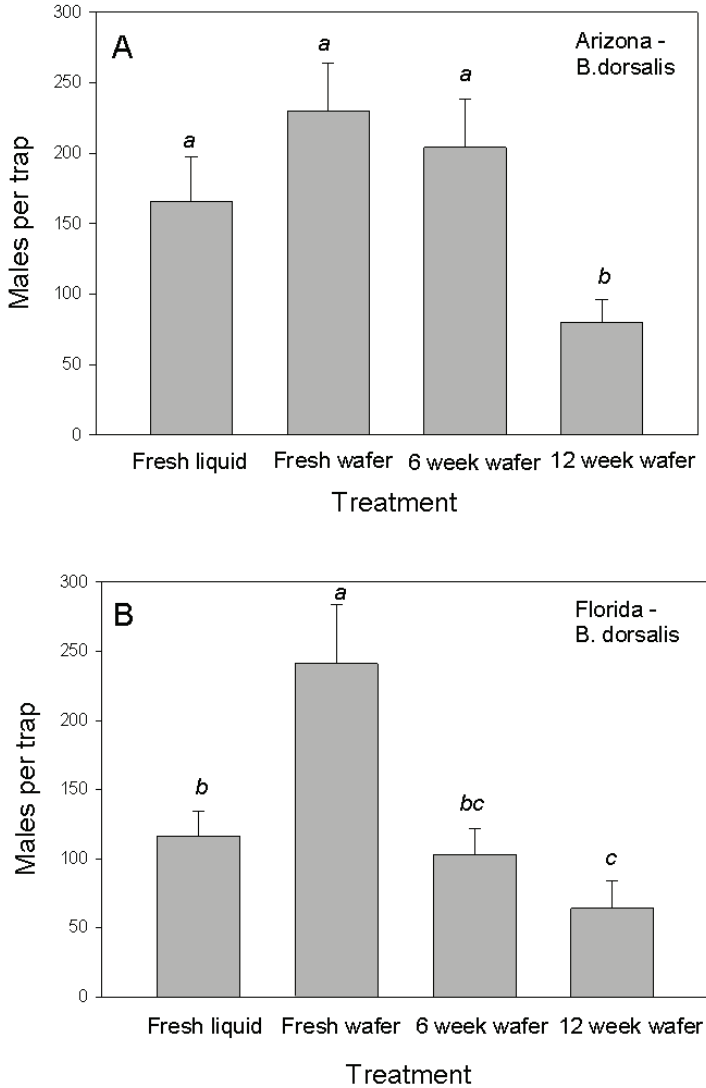 A
Arizona -
B.dorsalis
300
250
200
150
100
50
0
Males per trap
a
a
a
b
Fresh liquid
Fresh wafer
6 week wafer
12 week wafer
Treatment
B
Florida -
B. dorsalis
300
250
200
150
100
50
0
Males per trap
b
a
bc
c
Fresh liquid
Fresh wafer
6 week wafer
12 week wafer
Treatment